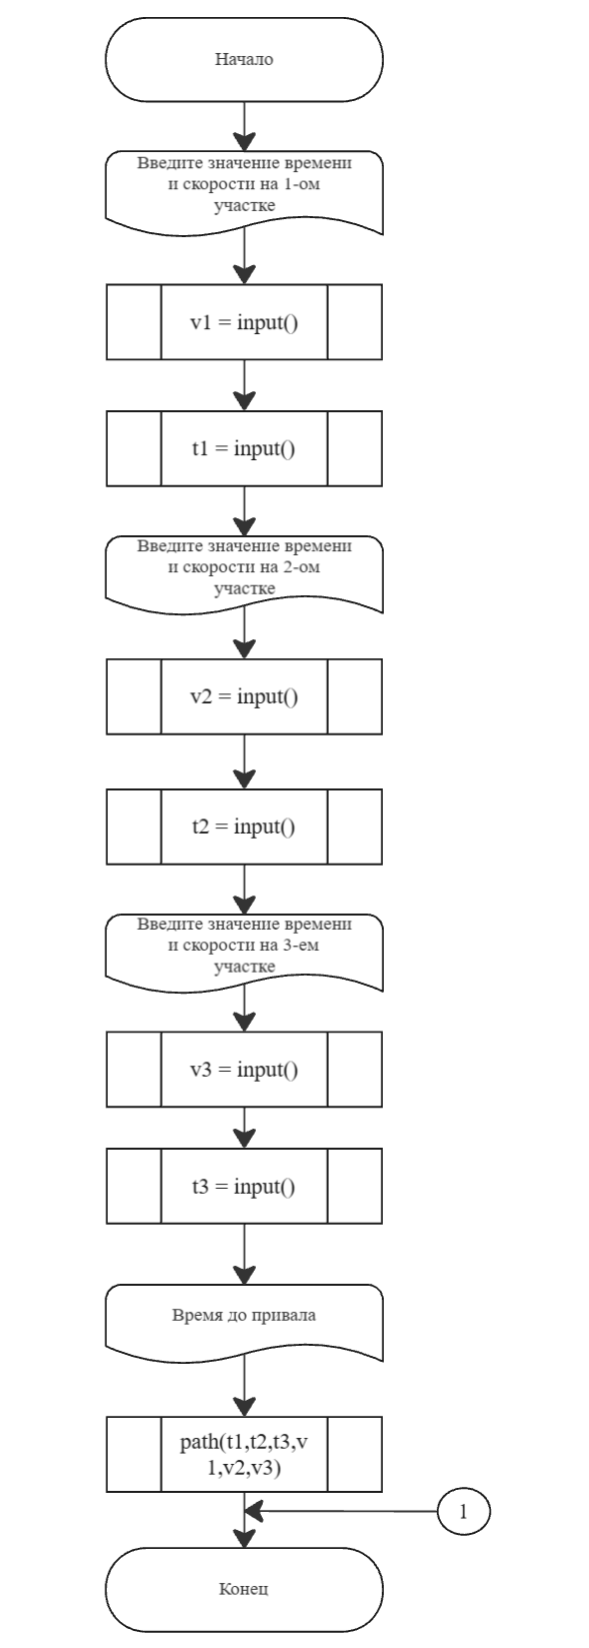 Начало
Введите значение времени
и скорости на 1-ом
участке
v1 = input()
t1 = input()
Введите значение времени
и скорости на 2-ом
участке
v2 = input()
t2 = input()
Введите значение времени
и скорости на 3-ем
участке
v3 = input()
t3 = input()
Время до привала
path(t1,t2,t3,v
1,v2,v3)
1
Конец